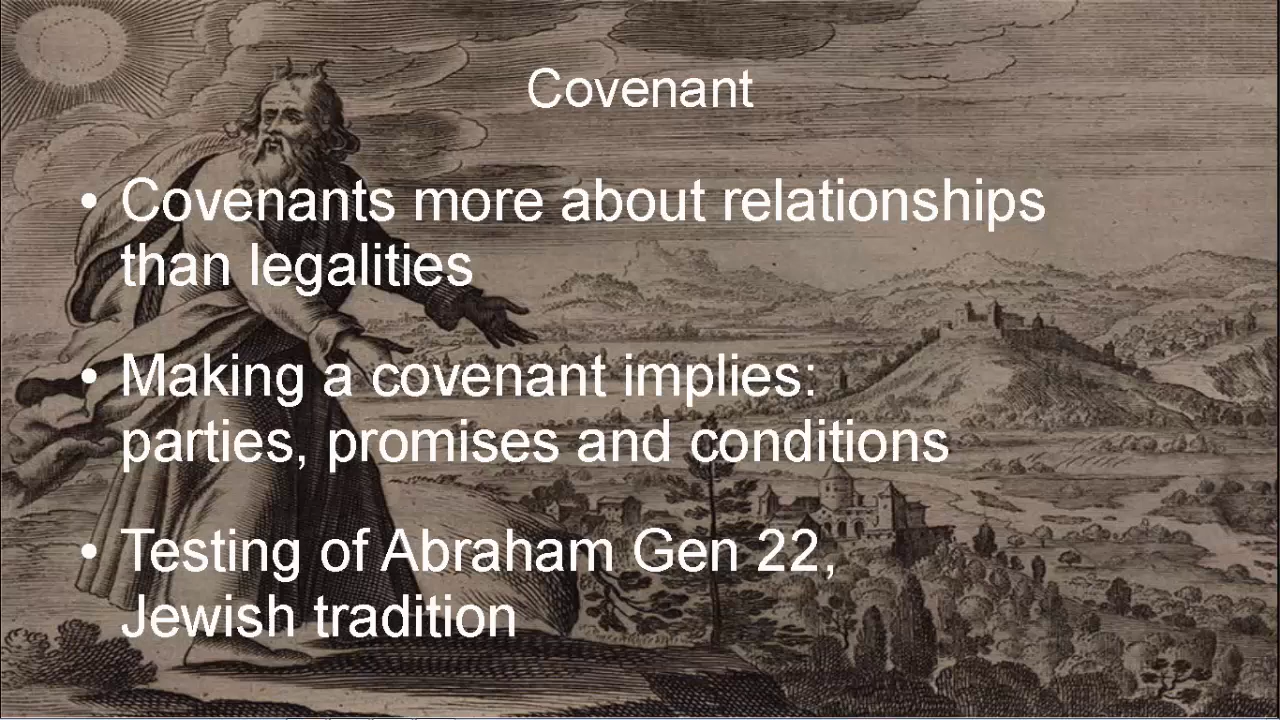 Covenant
• Covenants more about relationships
than legalities
• Making a covenant implies:
parties, promises and conditions
• Testing of Abraham Gen 22,
Jewish tradition